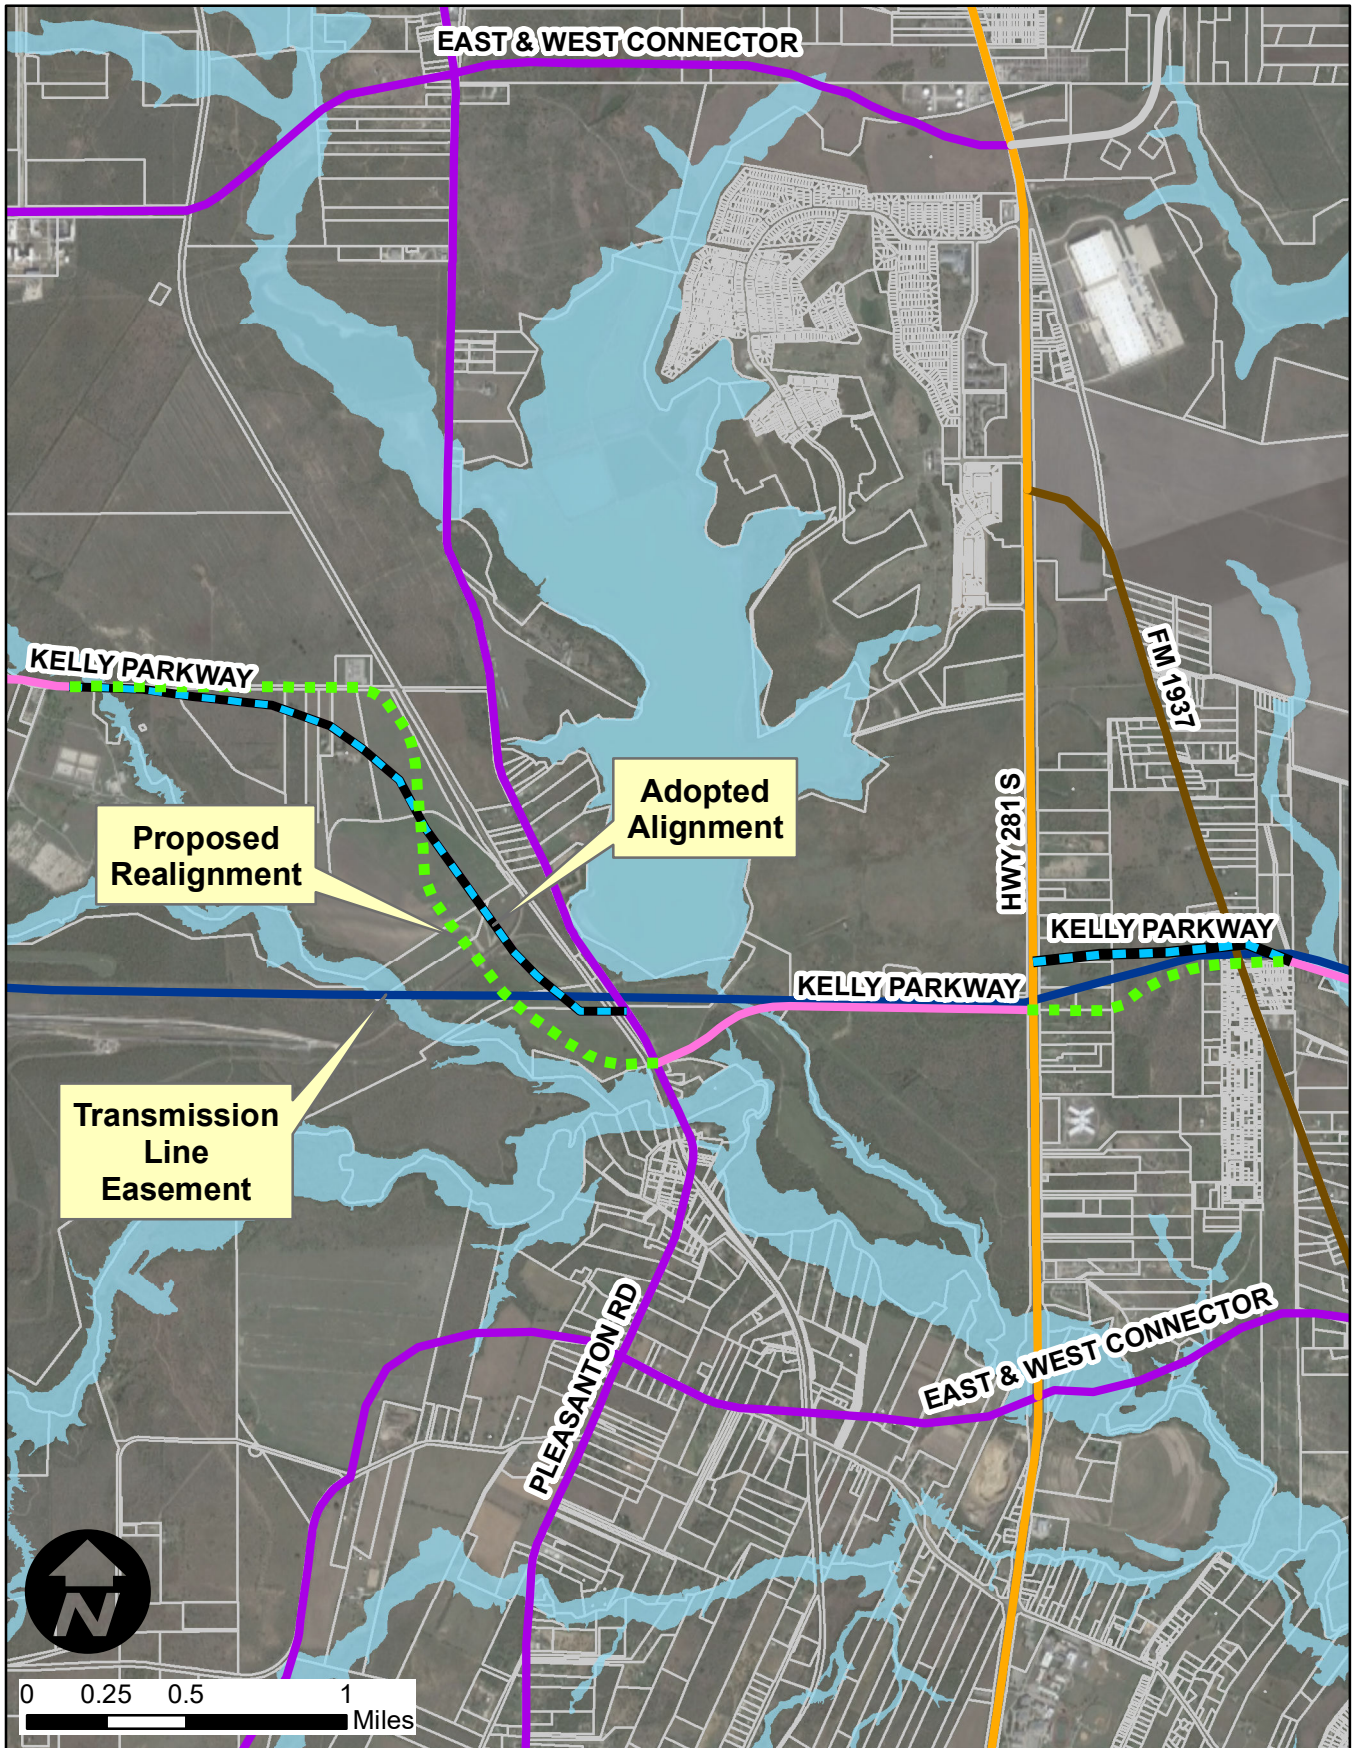 EAST & WEST CONNECTOR
KELLY PARKWAY
FM 1937
Adopted
Alignment
HWY 281 S
Proposed
Realignment
KELLY PARKWAY
KELLY PARKWAY
Transmission
Line
Easement
PLEASANTON RD
EAST & WEST CONNECTOR
N
0 0.25 0.5 1
Miles